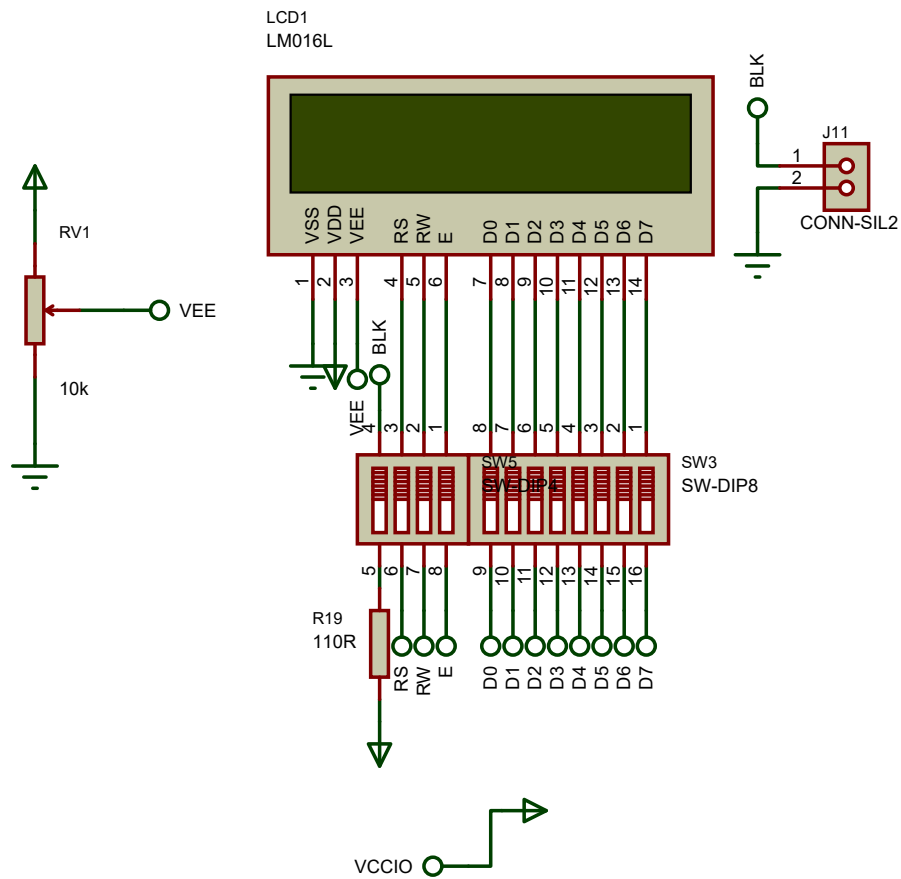 LCD1
LM016L
BLK
J11
1
2
CONN-SIL2
VSS VDD VEE RS RW E D0 D1 D2 D3 D4 D5 D6 D7
1 2 3 4 5 6 7 8 9 10 11 12 13 14
RV1
VEE
10k
BLK
VEE
4 3 2 1 8 7 6 5 4 3 2 1
SW5
SW-DIP4
SW3
SW-DIP8
5 6 7 8 9 10 11 12 13 14 15 16
R19
110R
RS RW E D0 D1 D2 D3 D4 D5 D6 D7
VCCIO